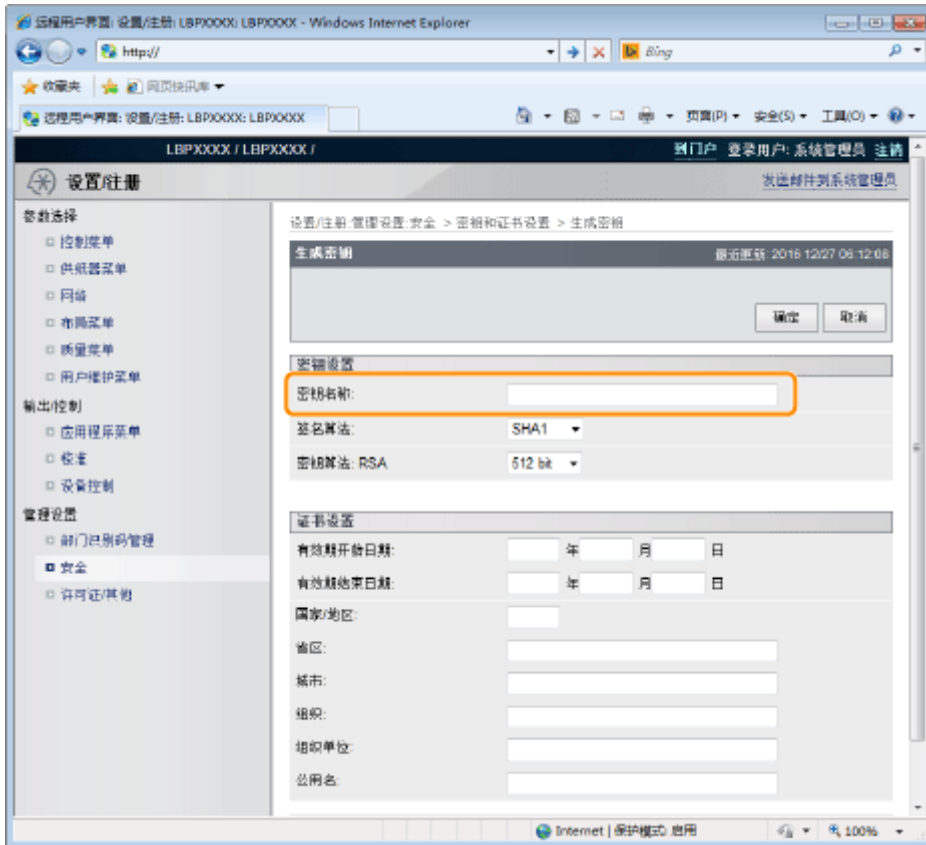 远程用户界面: 设置/注册: LBPXXXX: LBPXXXX - Windows Internet Explorer
http://
Bing
收藏夹 网页快讯库
远程用户界面: 设置/注册: LBPXXXX: LBPXXXX
页面(P) 安全(S) 工具(O)
LBPXXXX / LBPXXXX /
到门户 登录用户: 系统管理员 注销
设置/注册
发送邮件到系统管理员
参数选择
控制菜单
供纸器菜单
网络
布局菜单
质量菜单
用户维护菜单
输出/控制
应用程序菜单
校准
设备控制
管理设置
部门识别码管理
安全
许可证/其他
设置/注册:管理设置:安全 > 密钥和证书设置 > 生成密钥
生成密钥
最近更新: 2016 12/27 06:12:08
确定 取消
密钥设置
密钥名称:
签名算法: SHA1
密钥算法: RSA 512 bit
证书设置
有效期开始日期: 年 月 日
有效期结束日期: 年 月 日
国家/地区:
省区:
城市:
组织:
组织单位:
公用名:
Internet | 保护模式: 启用
100%